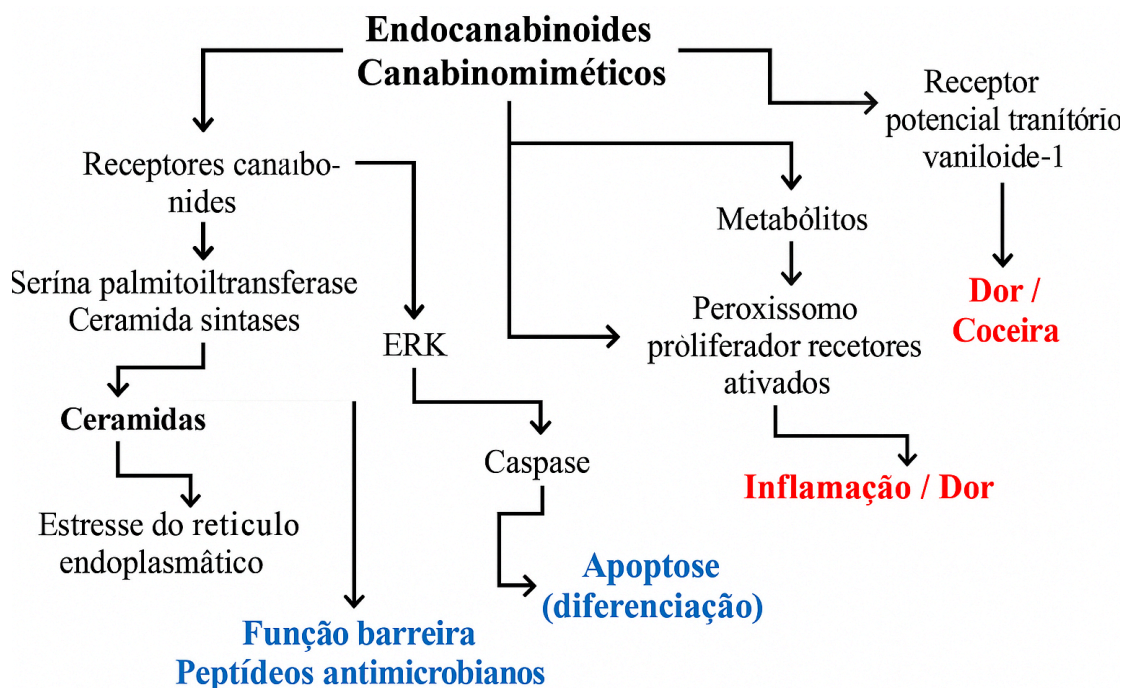 Endocanabinoides
Canabinomiméticos
Receptor
potencial tranítório
vaniloide-1
Receptores canaıbo-
nides
Metabólitos
Serína palmitoiltransferase
Ceramida sintases
Dor /
Coceira
Peroxissomo
pròliferador recetores
ativados
ERK
Ceramidas
Caspase
Inflamação / Dor
Estresse do retículo
endoplasmâtico
Apoptose
(diferenciação)
Função barreira
Peptídeos antimicrobianos